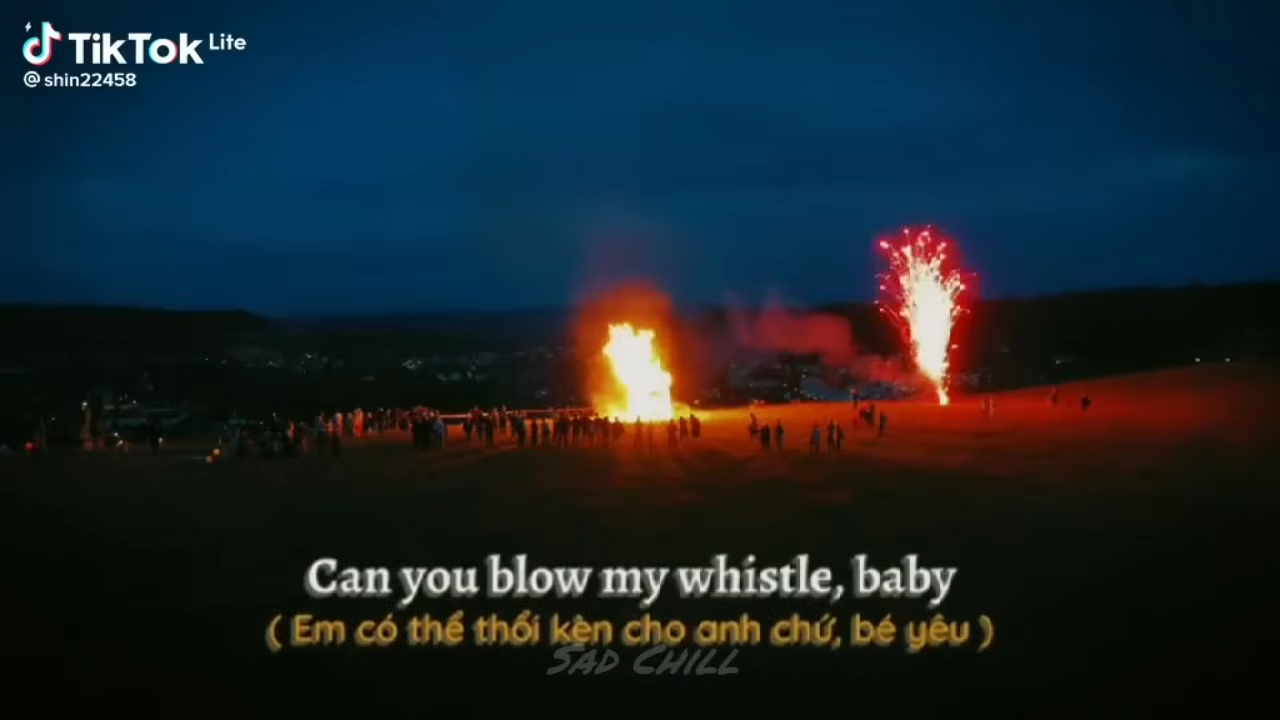 TikTok Lite
@shin22458
Can you blow my whistle, baby
( Em có thể thổi kèn cho anh chứ, bé yêu )
SAD CHILL